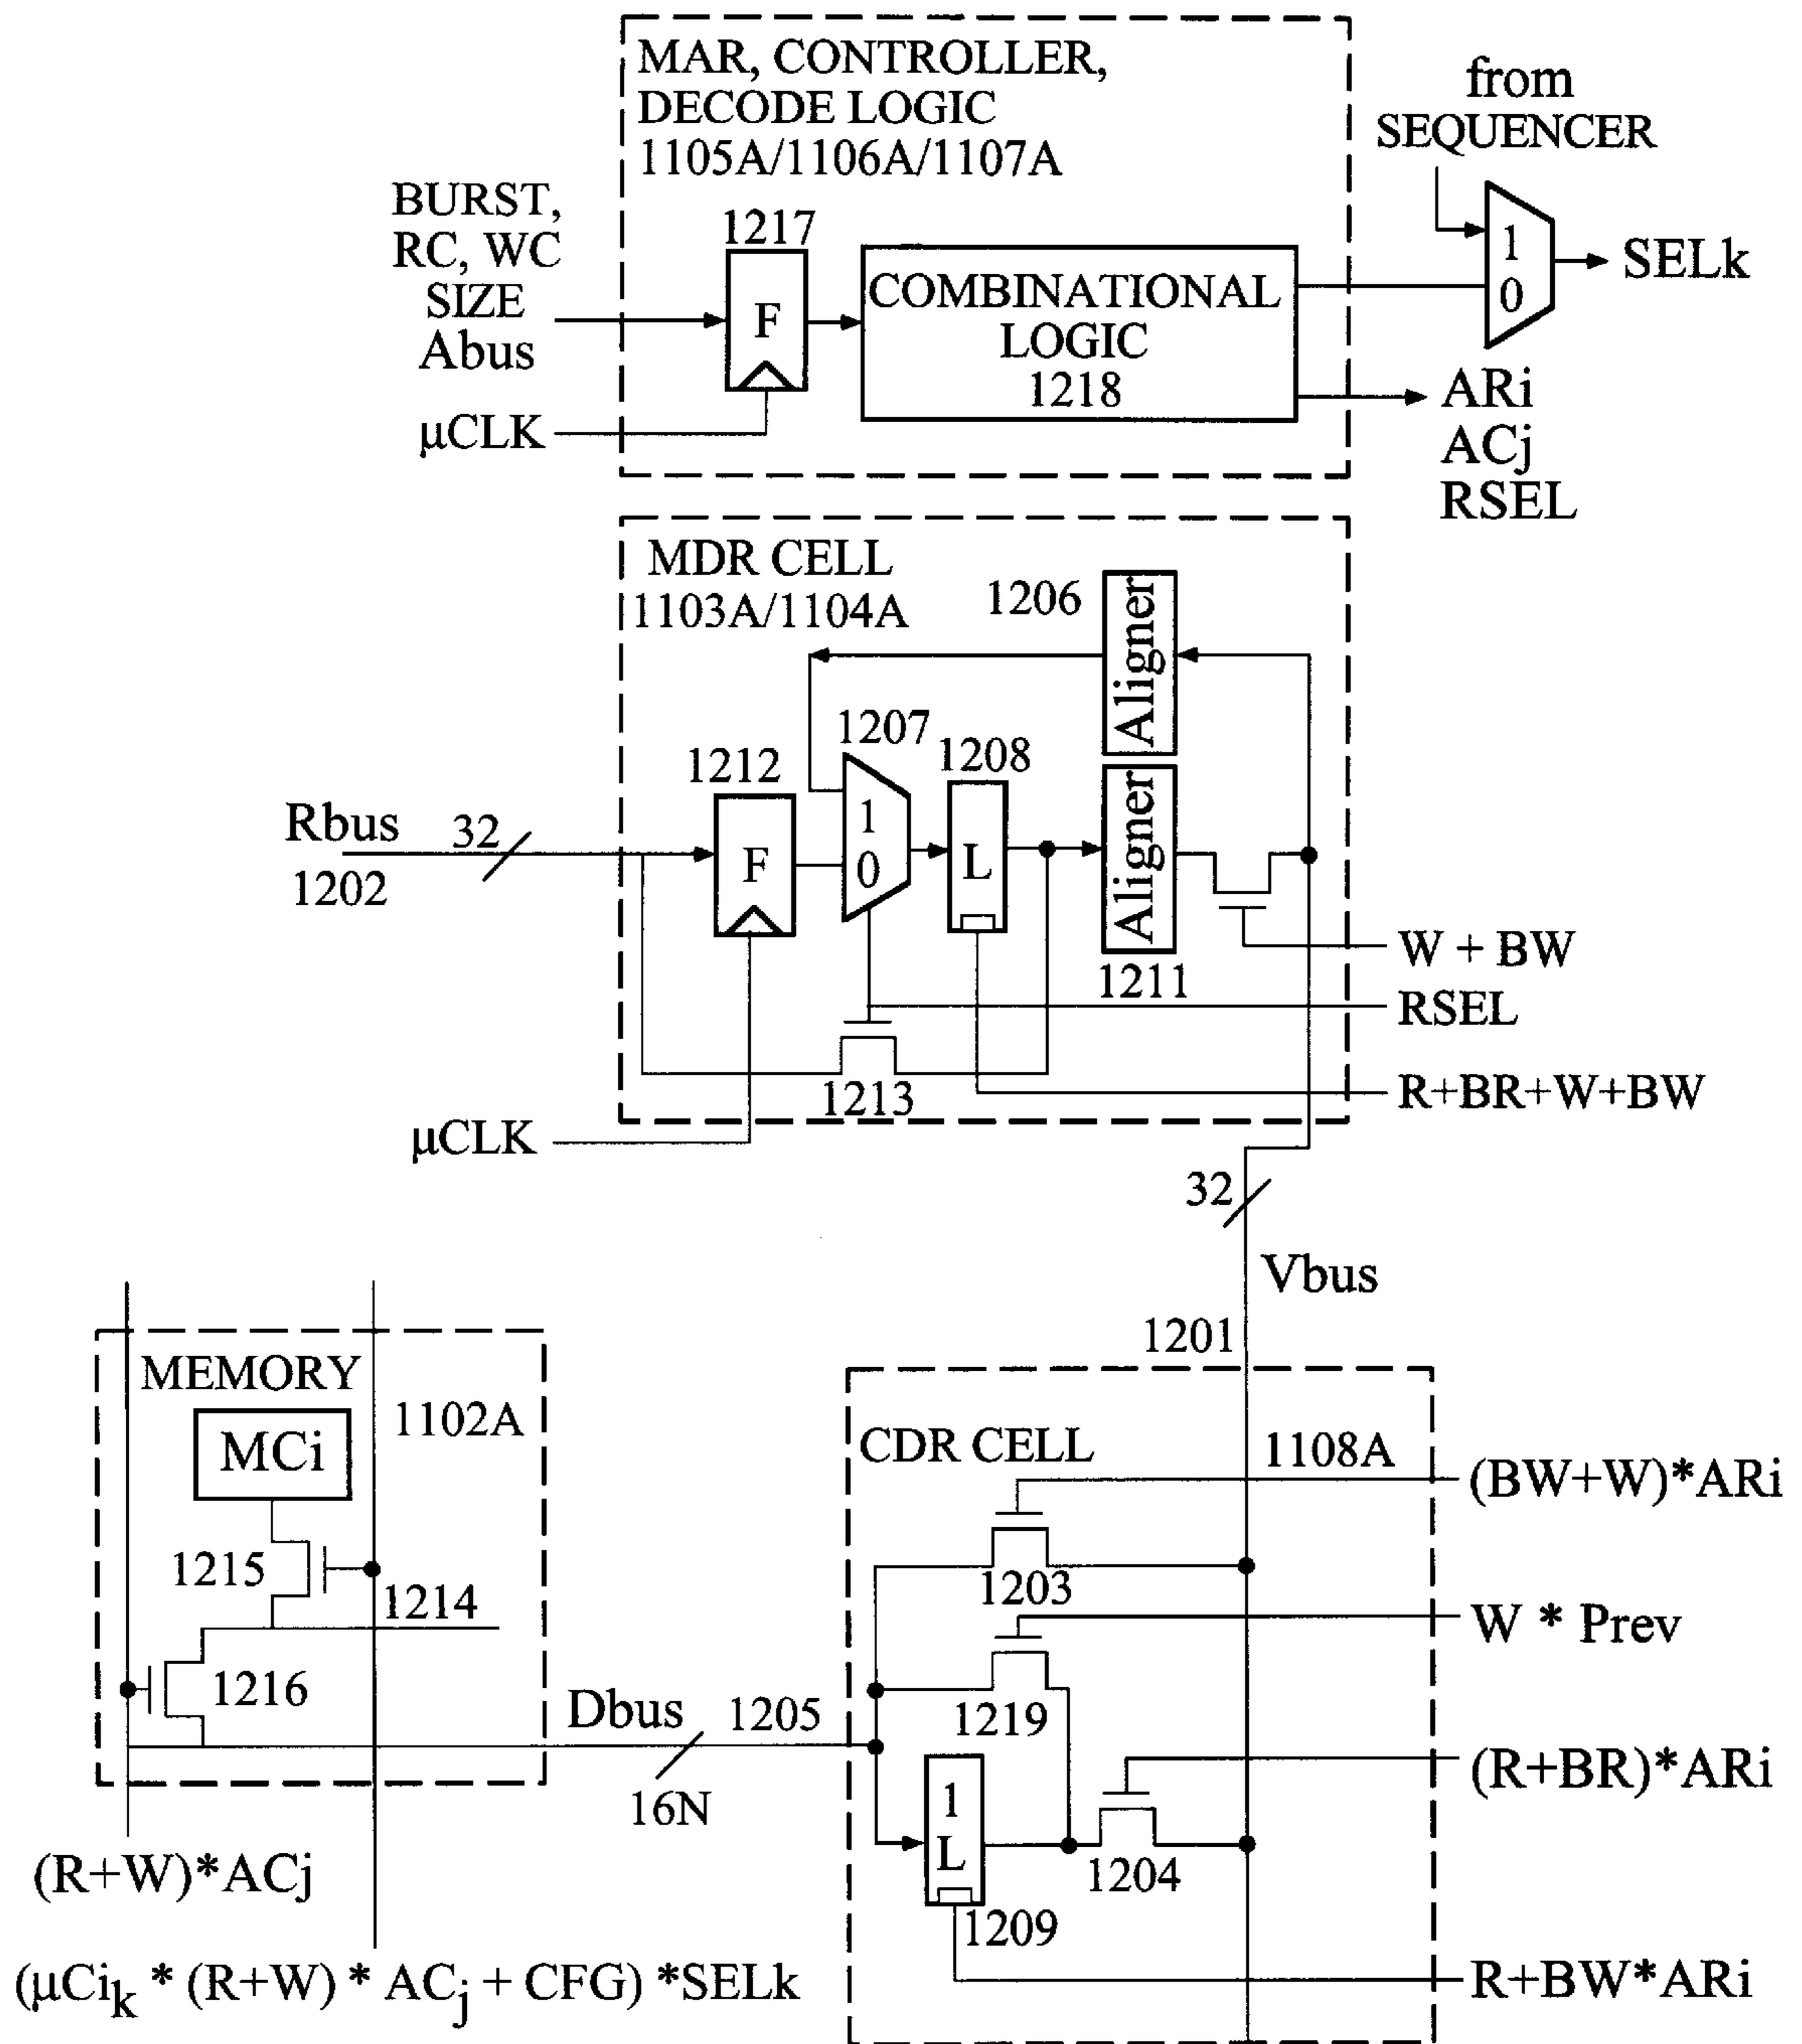 MAR, CONTROLLER,
DECODE LOGIC
1105A/1106A/1107A
from
SEQUENCER
BURST,
RC, WC
SIZE
Abus
1217
F
COMBINATIONAL
LOGIC
1218
1
0
SELk
µCLK
ARi
ACj
RSEL
MDR CELL
1103A/1104A
1206
Aligner
1207
1208
1212
Rbus
32
1202
F
1
0
L
Aligner
1211
W + BW
RSEL
1213
R+BR+W+BW
µCLK
32
Vbus
1201
MEMORY
1102A
MCi
1215
1214
1216
Dbus
1205
16N
(R+W)*ACj
(µCik * (R+W) * ACj + CFG) *SELk
CDR CELL
1108A
(BW+W)*ARi
1203
W * Prev
1219
(R+BR)*ARi
1
L
1204
1209
R+BW*ARi